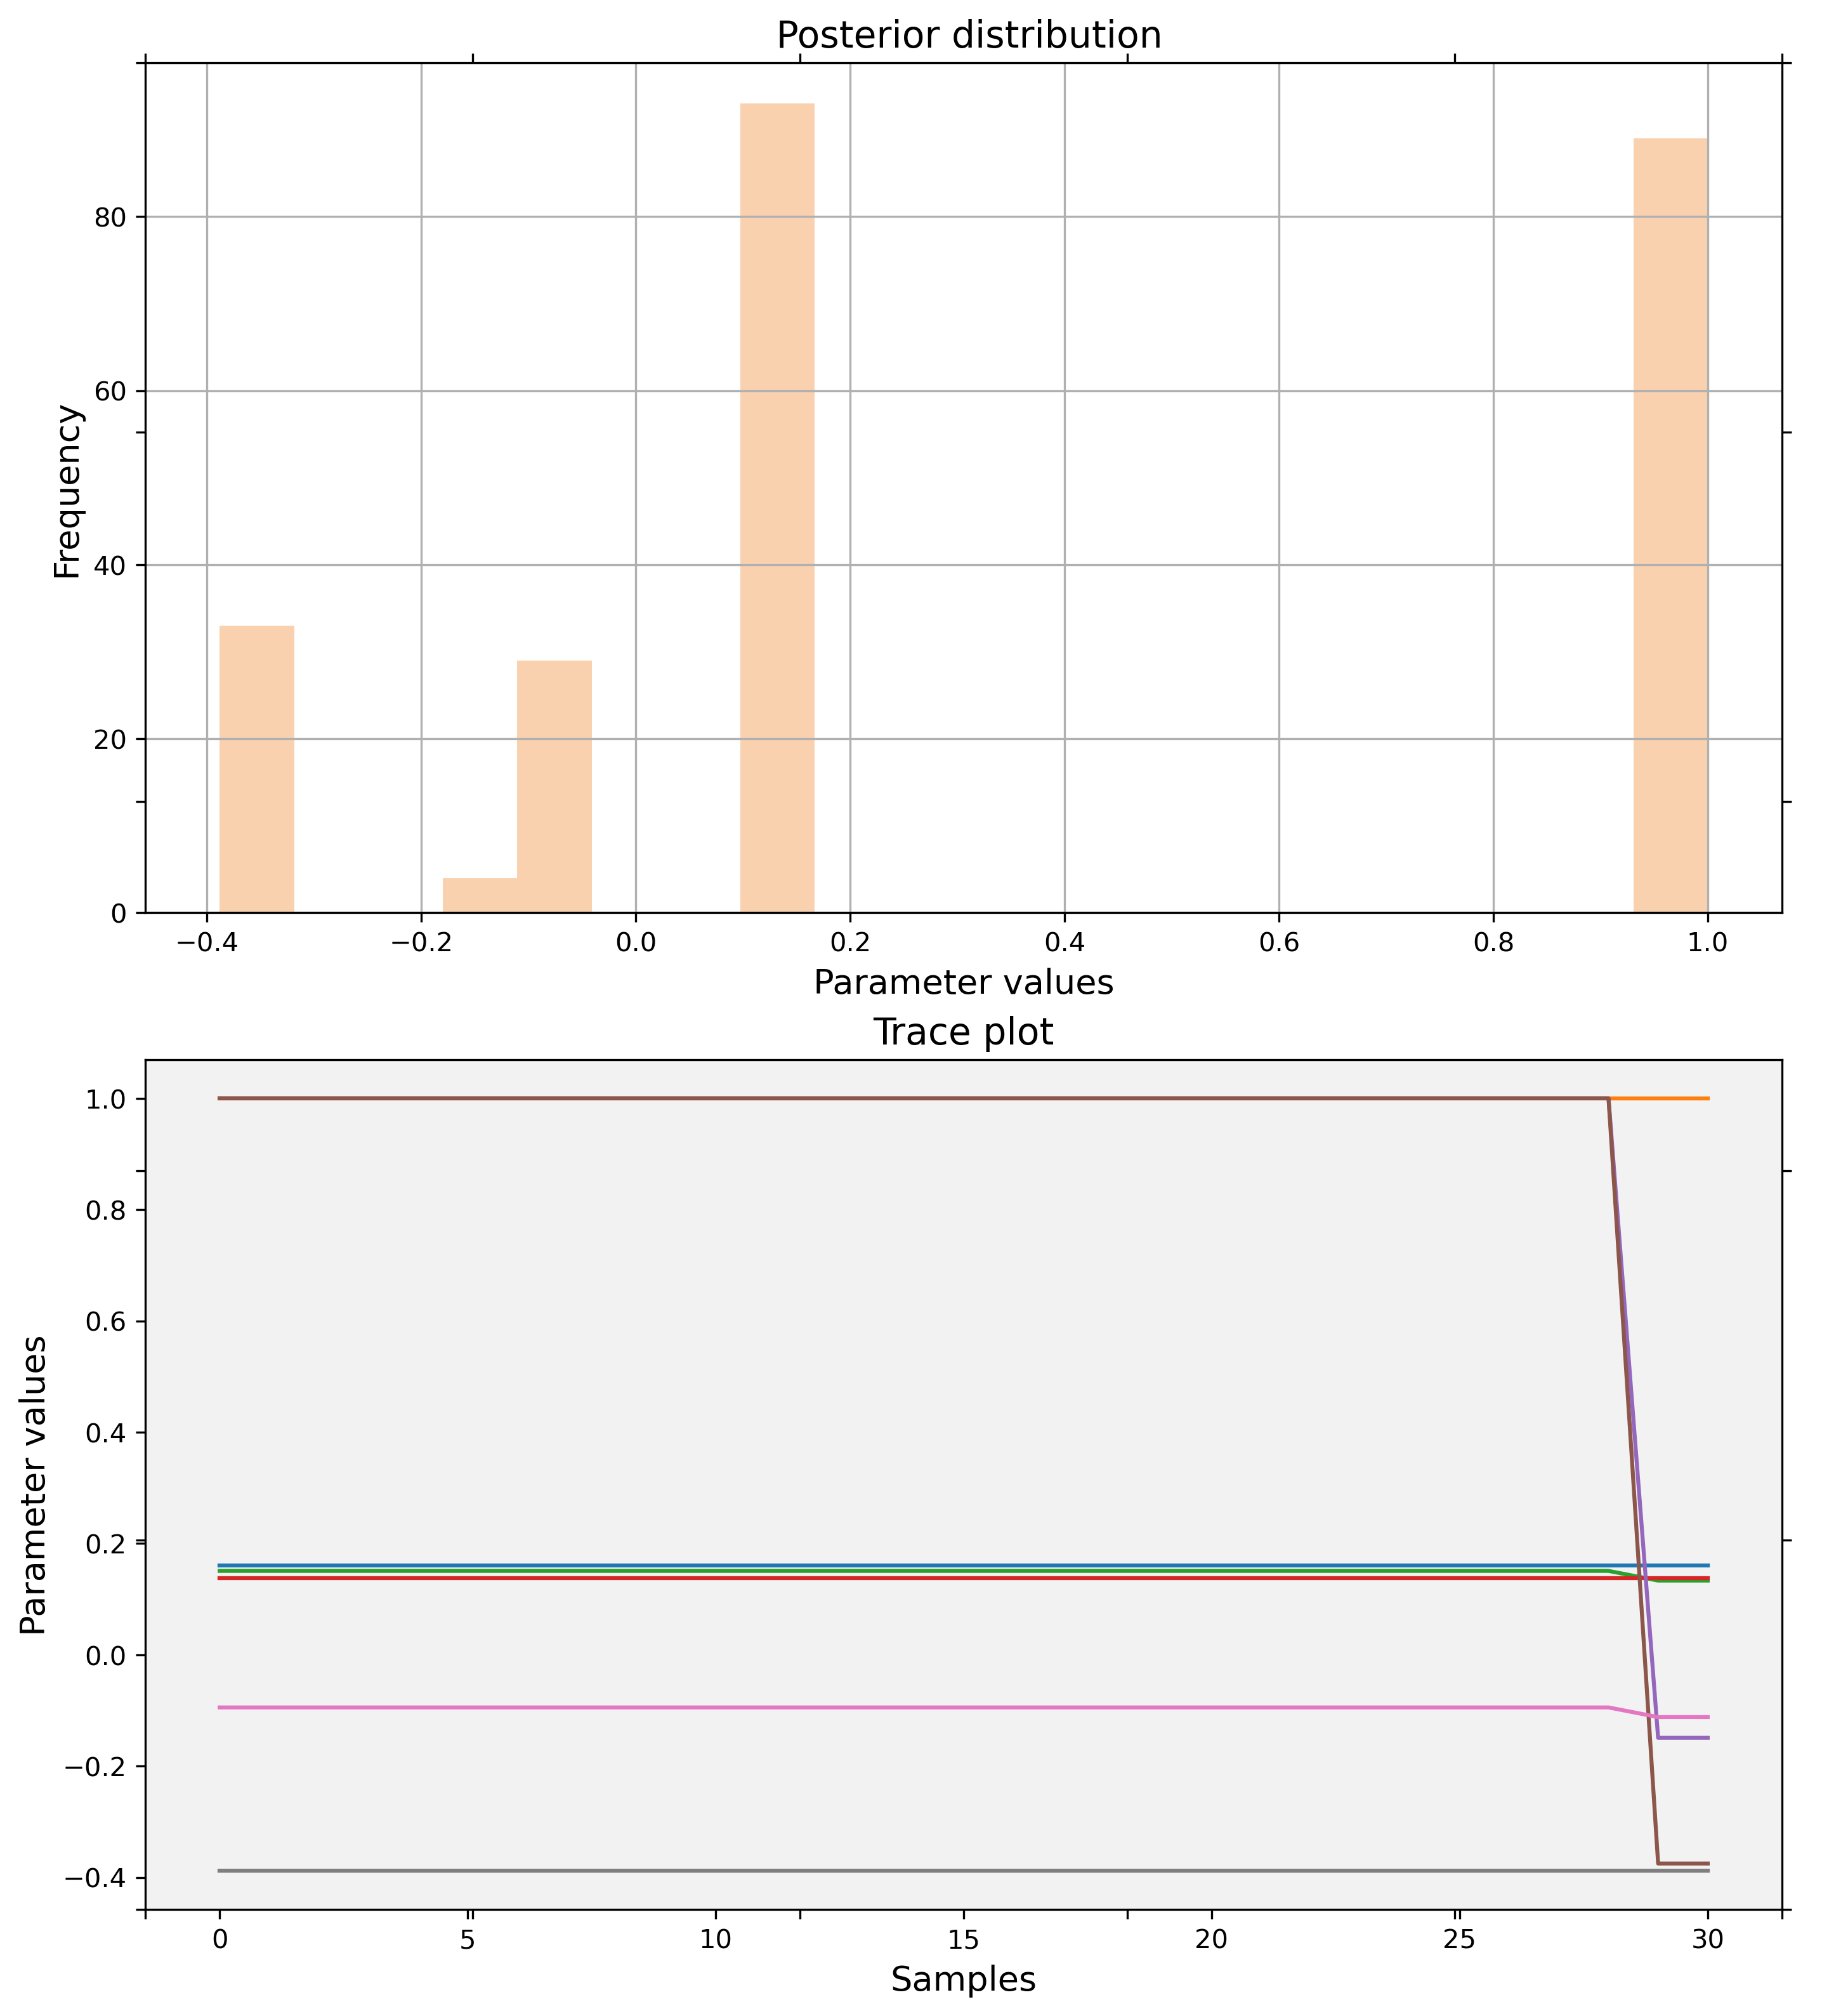 Posterior distribution
80
60
40
20
0
Frequency
−0.4 −0.2 0.0 0.2 0.4 0.6 0.8 1.0
Parameter values
Trace plot
1.0
0.8
0.6
0.4
0.2
0.0
−0.2
−0.4
Parameter values
0 5 10 15 20 25 30
Samples